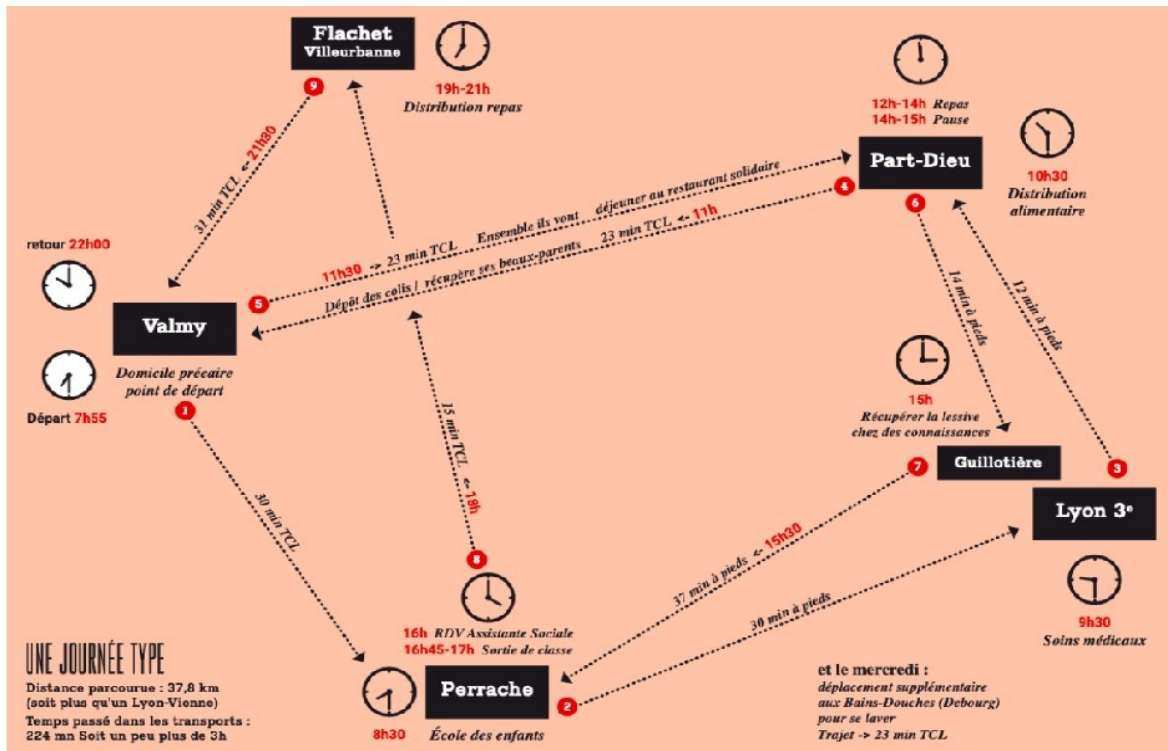 Flachet
Villeurbanne
9
19h-21h
Distribution repas
31 min TCL <- 21h30
12h-14h Repas
14h-15h Pause
Part-Dieu
10h30
Distribution
alimentaire
4
6
11h30 -> 23 min TCL Ensemble ils vont déjeuner au restaurant solidaire
Dépôt des colis / récupère ses beaux-parents 23 min TCL <- 11h
retour 22h00
5
Valmy
Départ 7h55
Domicile précaire
point de départ
1
14 min à pieds
12 min à pieds
15h
Récupérer la lessive
chez des connaissances
7
Guillotière
3
Lyon 3e
15 min TCL <- 18h
8
30 min TCL
37 min à pieds <- 15h30
30 min à pieds
9h30
Soins médicaux
16h RDV Assistante Sociale
16h45-17h Sortie de classe
Perrache
2
8h30
École des enfants
UNE JOURNÉE TYPE
Distance parcourue : 37,8 km
(soit plus qu'un Lyon-Vienne)
Temps passé dans les transports :
224 mn Soit un peu plus de 3h
et le mercredi :
déplacement supplémentaire
aux Bains-Douches (Debourg)
pour se laver
Trajet -> 23 min TCL